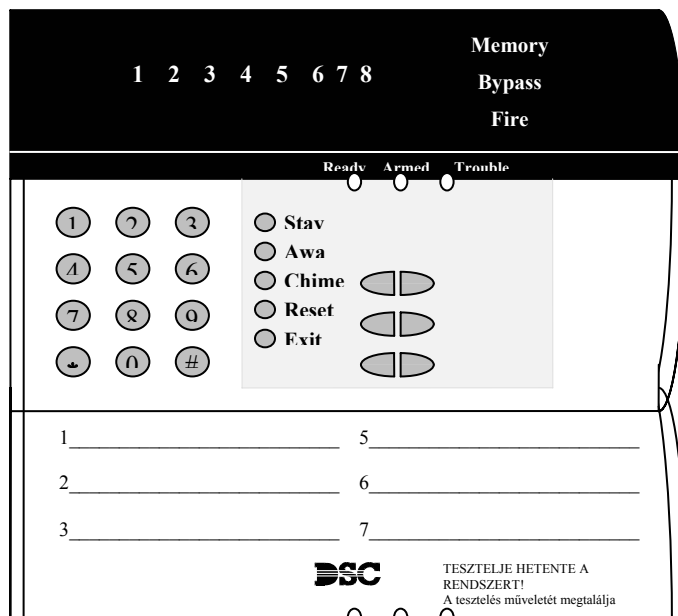 Memory
1 2 3 4 5 6 7 8
Bypass
Fire
Ready Armed Trouble
1 2 3
Stay
Awa
4 5 6
Chime
7 8 9
Reset
Exit
* 0 #
1 5
2 6
3 7
DSC
TESZTELJE HETENTE A
RENDSZERT!
A tesztelés műveletét megtalálja